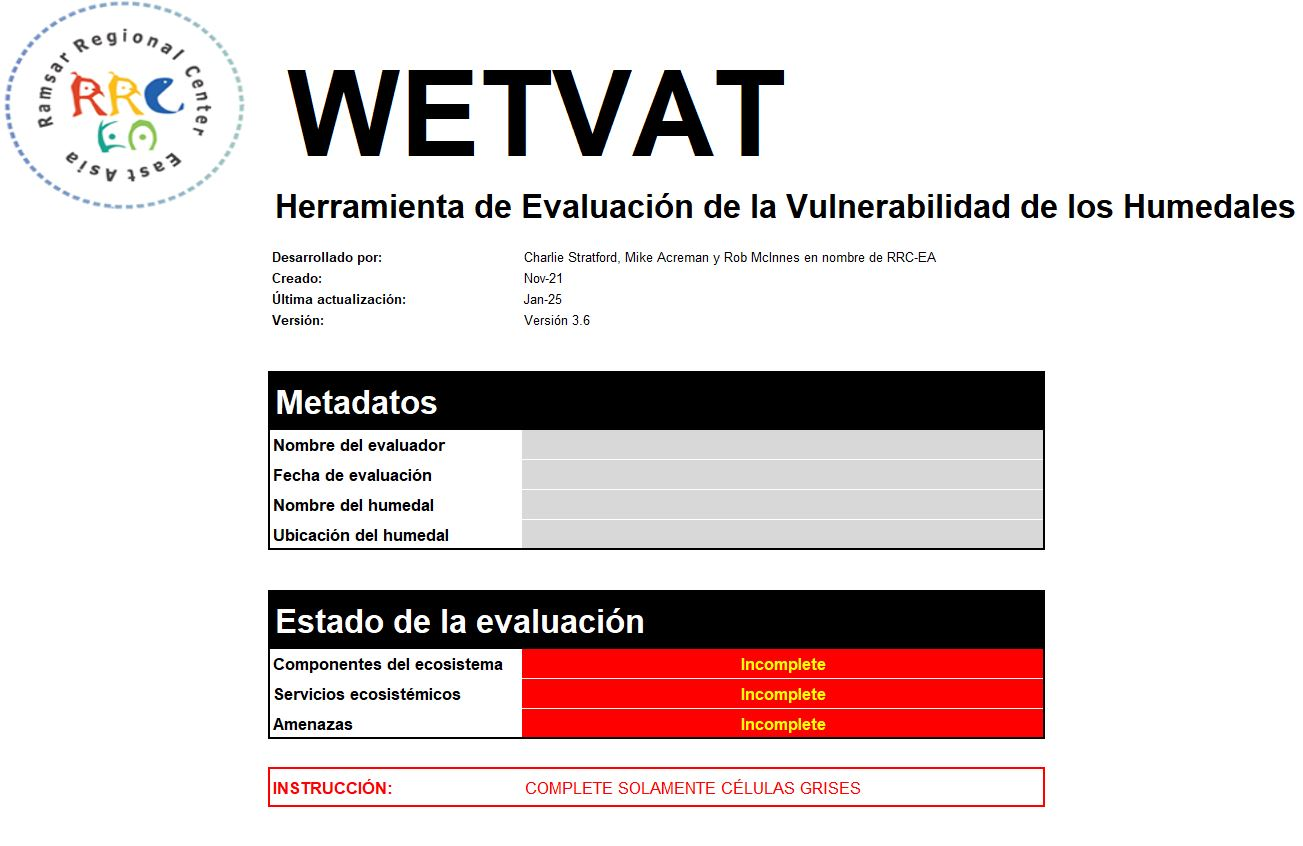 Ramsar Regional Center
RRC
EA
East Asia
WETVAT
Herramienta de Evaluación de la Vulnerabilidad de los Humedales
Desarrollado por: Charlie Stratford, Mike Acreman y Rob McInnes en nombre de RRC-EA
Creado: Nov-21
Última actualización: Jan-25
Versión: Versión 3.6
Metadatos
Nombre del evaluador
Fecha de evaluación
Nombre del humedal
Ubicación del humedal
Estado de la evaluación
Componentes del ecosistema Incomplete
Servicios ecosistémicos Incomplete
Amenazas Incomplete
INSTRUCCIÓN: COMPLETE SOLAMENTE CÉLULAS GRISES